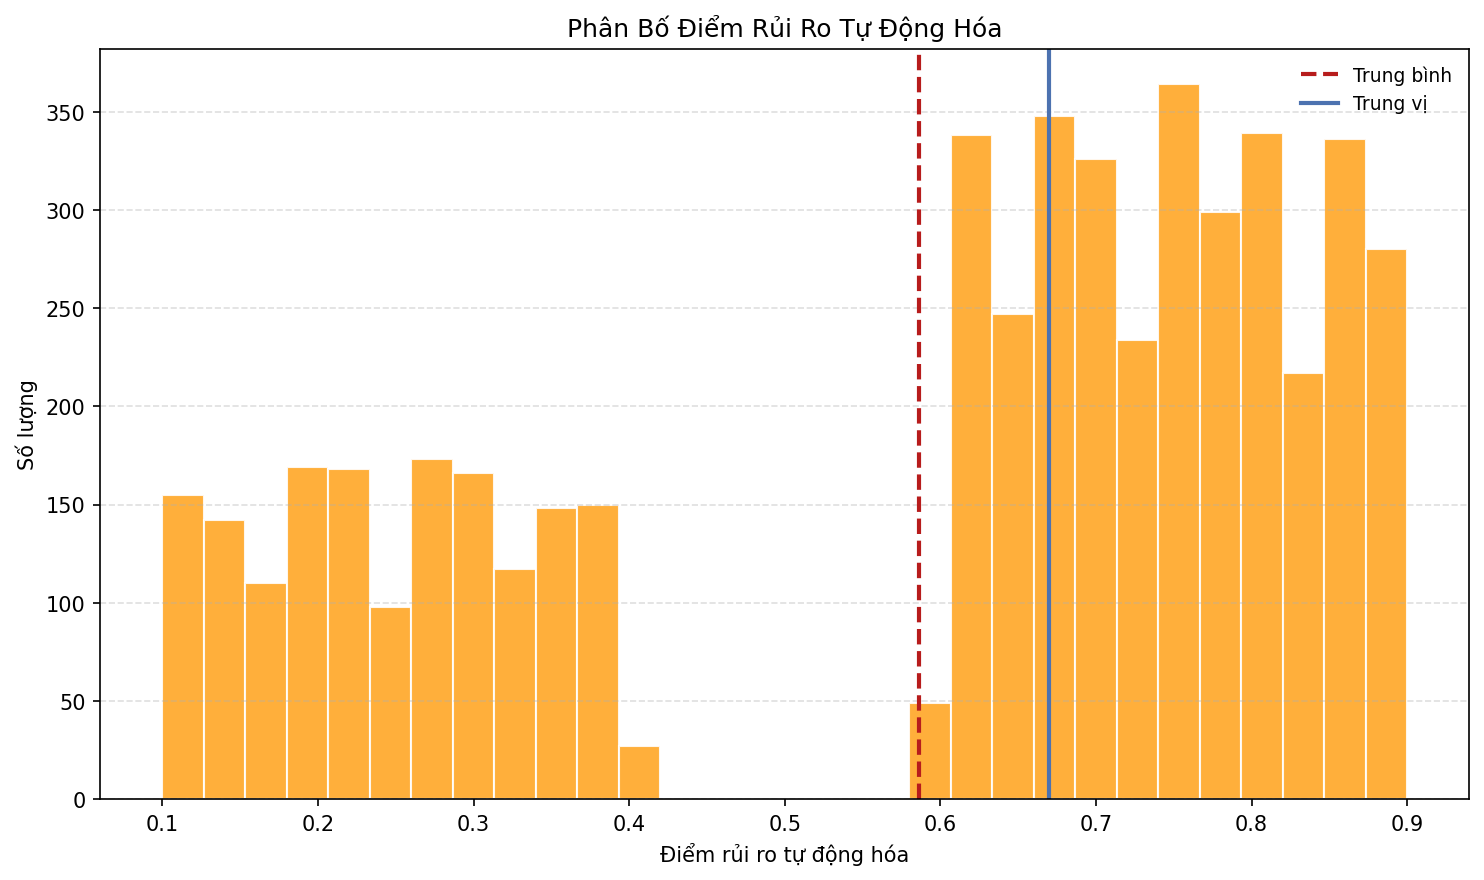 Phân Bố Điểm Rủi Ro Tự Động Hóa
Trung bình
Trung vị
350
300
250
200
150
100
50
0
Số lượng
0.1 0.2 0.3 0.4 0.5 0.6 0.7 0.8 0.9
Điểm rủi ro tự động hóa